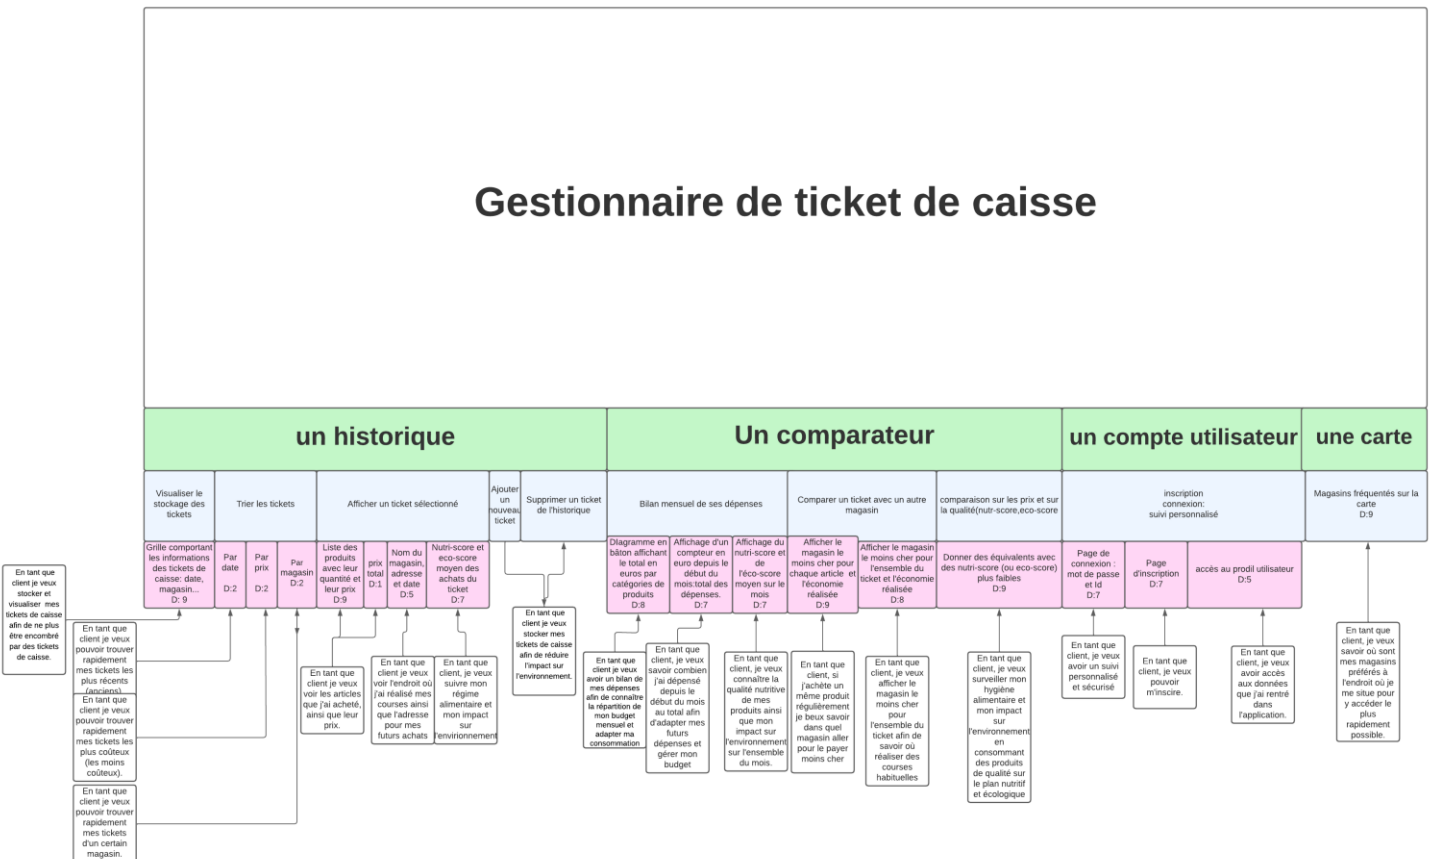 Gestionnaire de ticket de caisse
un historique
Un comparateur
un compte utilisateur
une carte
Visualiser le
stockage des
tickets
Trier les tickets
Afficher un ticket sélectionné
Ajouter
un
nouveau
ticket
Supprimer un ticket
de l'historique
Bilan mensuel de ses dépenses
Comparer un ticket avec un autre
magasin
comparaison sur les prix et sur
la qualité(nutr-score,eco-score
inscription
connexion:
suivi personnalisé
Magasins fréquentés sur la
carte
D:9
Grille comportant
les informations
des tickets de
caisse: date,
magasin...
D: 9
Par
date
D:2
Par
prix
D:2
Par
magasin
D:2
Liste des
produits
avec leur
quantité et
leur prix
D:9
prix
total
D:1
Nom du
magasin,
adresse
et date
D:5
Nutri-score et
eco-score
moyen des
achats du
ticket
D:7
DIagramme en
bâton affichant
le total en
euros par
catégories de
produits
D:8
Affichage d'un
compteur en
euro depuis le
début du
mois:total des
dépenses.
D:7
Affichage du
nutri-score et
de
l'éco-score
moyen sur le
mois
D:7
Afficher le
magasin le
moins cher pour
chaque article et
l'économie
réalisée
D:9
Afficher le magasin
le moins cher pour
l'ensemble du
ticket et l'économie
réalisée
D:8
Donner des équivalents avec
des nutri-score (ou eco-score)
plus faibles
D:9
Page de
connexion :
mot de passe
et Id
D:7
Page
d'inscription
D:7
accès au prodil utilisateur
D:5
En tant que
client je veux
stocker et
visualiser mes
tickets de caisse
afin de ne plus
être encombré
par des tickets
de caisse.
En tant que
client je veux
pouvoir trouver
rapidement
mes tickets les
plus récents
(anciens)
En tant que
client je veux
pouvoir trouver
rapidement
mes tickets les
plus coûteux
(les moins
coûteux).
En tant que
client je veux
pouvoir trouver
rapidement
mes tickets
d'un certain
magasin.
En tant que
client je veux
voir les articles
que j'ai acheté,
ainsi que leur
prix.
En tant que
client je veux
voir l'endroit où
j'ai réalisé mes
courses ainsi
que l'adresse
pour mes
futurs achats
En tant que
client, je veux
suivre mon
régime
alimentaire et
mon impact
sur
l'envirionnement
En tant que
client je veux
stocker mes
tickets de caisse
afin de réduire
l'impact sur
l'environnement.
En tant que
client je veux
avoir un bilan de
mes dépenses
afin de connaître
la répartition de
mon budget
mensuel et
adapter ma
consommation
En tant que
client, je veux
savoir combien
j'ai dépensé
depuis le
début du mois
au total afin
d'adapter mes
futurs
dépenses et
gérer mon
budget
En tant que
client, je veux
connaître la
qualité nutritive
de mes
produits ainsi
que mon
impact sur
l'environnement
sur l'ensemble
du mois.
En tant que
client, si
j'achète un
même produit
régulièrement
je beux savoir
dans quel
magasin aller
pour le payer
moins cher
En tant que
client, je veux
afficher le
magasin le
moins cher
pour
l'ensemble du
ticket afin de
savoir où
réaliser des
courses
habituelles
En tant que
client, je veux
surveiller mon
hygiène
alimentaire et
mon impact
sur
l'environnement
en
consommant
des produits
de qualité sur
le plan nutritif
et écologique
En tant que
client, je veux
avoir un suivi
personnalisé
et sécurisé
En tant que
client, je veux
pouvoir
m'inscire.
En tant que
client, je veux
avoir accès
aux données
que j'ai rentré
dans
l'application.
En tant que
client, je veux
savoir où sont
mes magasins
préférés à
l'endroit où je
me situe pour
y accéder le
plus
rapidement
possible.